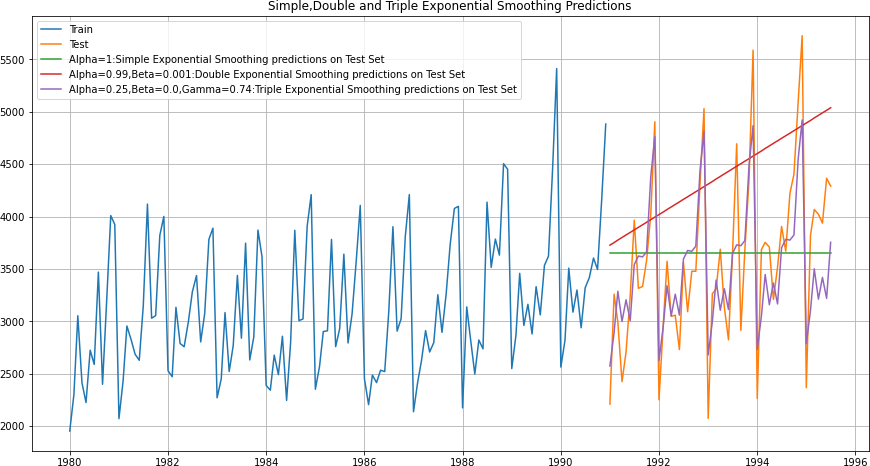 Simple,Double and Triple Exponential Smoothing Predictions
Train
Test
Alpha=1:Simple Exponential Smoothing predictions on Test Set
Alpha=0.99,Beta=0.001:Double Exponential Smoothing predictions on Test Set
Alpha=0.25,Beta=0.0,Gamma=0.74:Triple Exponential Smoothing predictions on Test Set
5500
5000
4500
4000
3500
3000
2500
2000
1980 1982 1984 1986 1988 1990 1992 1994 1996